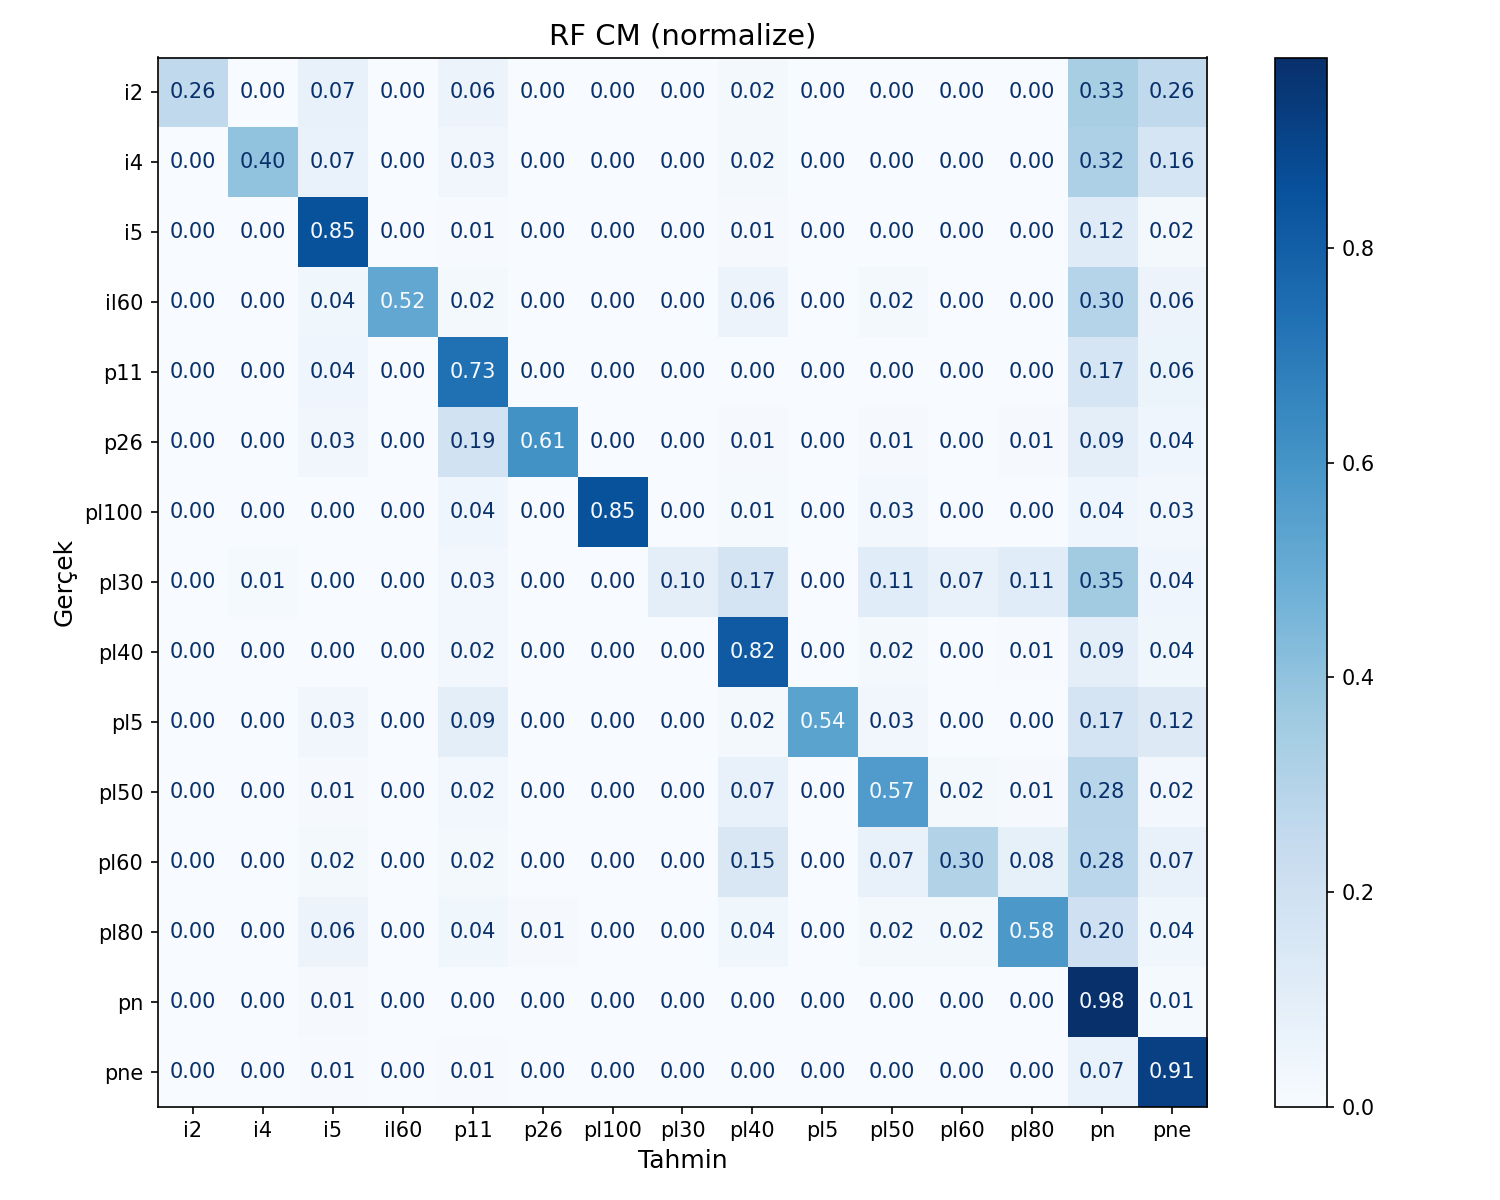 RF CM (normalize)
i2 0.26 0.00 0.07 0.00 0.06 0.00 0.00 0.00 0.02 0.00 0.00 0.00 0.00 0.33 0.26
i4 0.00 0.40 0.07 0.00 0.03 0.00 0.00 0.00 0.02 0.00 0.00 0.00 0.00 0.32 0.16
i5 0.00 0.00 0.85 0.00 0.01 0.00 0.00 0.00 0.01 0.00 0.00 0.00 0.00 0.12 0.02
il60 0.00 0.00 0.04 0.52 0.02 0.00 0.00 0.00 0.06 0.00 0.02 0.00 0.00 0.30 0.06
p11 0.00 0.00 0.04 0.00 0.73 0.00 0.00 0.00 0.00 0.00 0.00 0.00 0.00 0.17 0.06
p26 0.00 0.00 0.03 0.00 0.19 0.61 0.00 0.00 0.01 0.00 0.01 0.00 0.01 0.09 0.04
pl100 0.00 0.00 0.00 0.00 0.04 0.00 0.85 0.00 0.01 0.00 0.03 0.00 0.00 0.04 0.03
pl30 0.00 0.01 0.00 0.00 0.03 0.00 0.00 0.10 0.17 0.00 0.11 0.07 0.11 0.35 0.04
pl40 0.00 0.00 0.00 0.00 0.02 0.00 0.00 0.00 0.82 0.00 0.02 0.00 0.01 0.09 0.04
pl5 0.00 0.00 0.03 0.00 0.09 0.00 0.00 0.00 0.02 0.54 0.03 0.00 0.00 0.17 0.12
pl50 0.00 0.00 0.01 0.00 0.02 0.00 0.00 0.00 0.07 0.00 0.57 0.02 0.01 0.28 0.02
pl60 0.00 0.00 0.02 0.00 0.02 0.00 0.00 0.00 0.15 0.00 0.07 0.30 0.08 0.28 0.07
pl80 0.00 0.00 0.06 0.00 0.04 0.01 0.00 0.00 0.04 0.00 0.02 0.02 0.58 0.20 0.04
pn 0.00 0.00 0.01 0.00 0.00 0.00 0.00 0.00 0.00 0.00 0.00 0.00 0.00 0.98 0.01
pne 0.00 0.00 0.01 0.00 0.01 0.00 0.00 0.00 0.00 0.00 0.00 0.00 0.00 0.07 0.91
i2 i4 i5 il60 p11 p26 pl100 pl30 pl40 pl5 pl50 pl60 pl80 pn pne
Tahmin
Gerçek
0.8
0.6
0.4
0.2
0.0